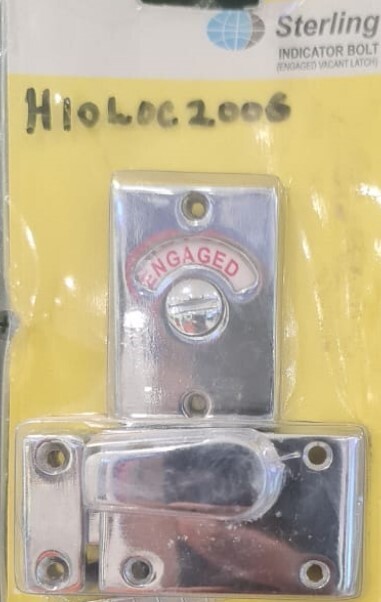 Sterling
INDICATOR BOLT
(ENGAGED VACANT LATCH)
H10LOC2006
ENGAGED